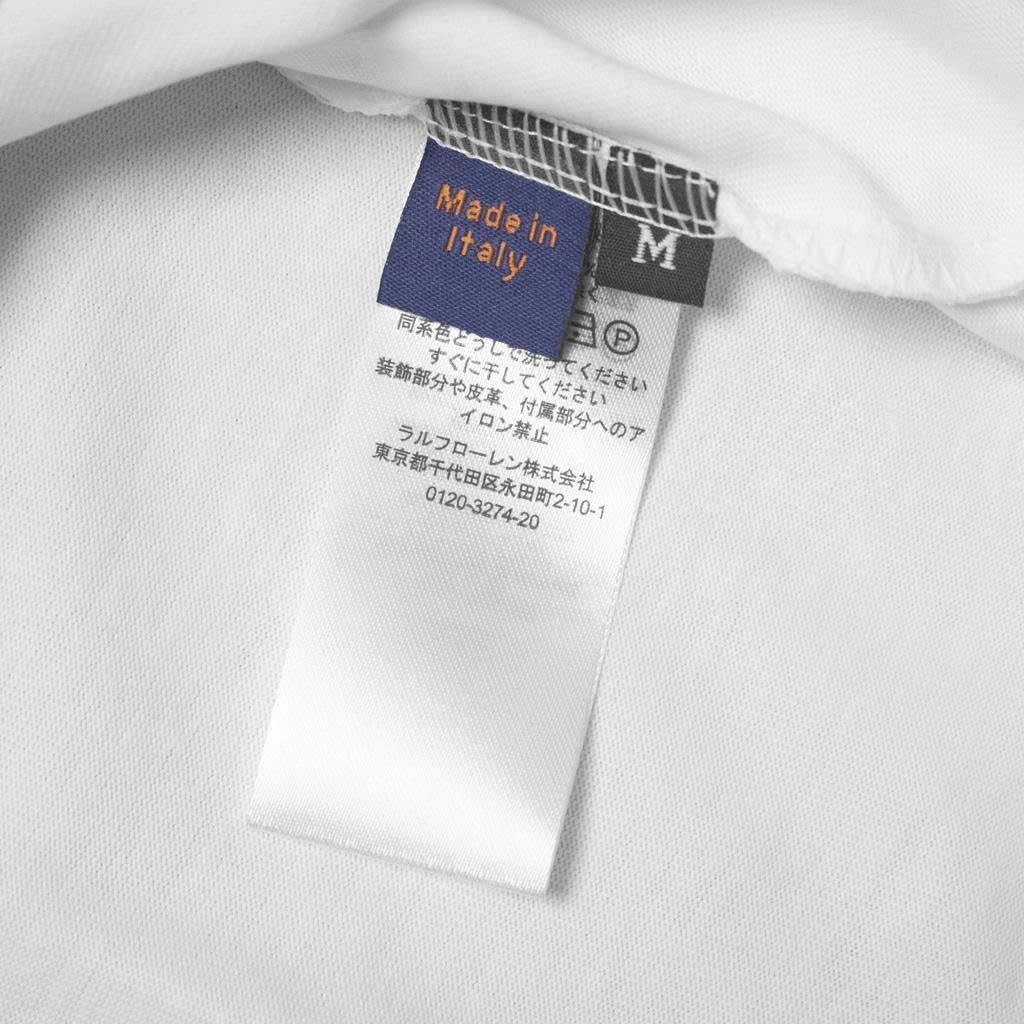 Made in
Italy
M
P
同系色どうしで洗ってください
すぐに干してください
装飾部分や皮革、付属部分へのア
イロン禁止
ラルフローレン株式会社
東京都千代田区永田町2-10-1
0120-3274-20